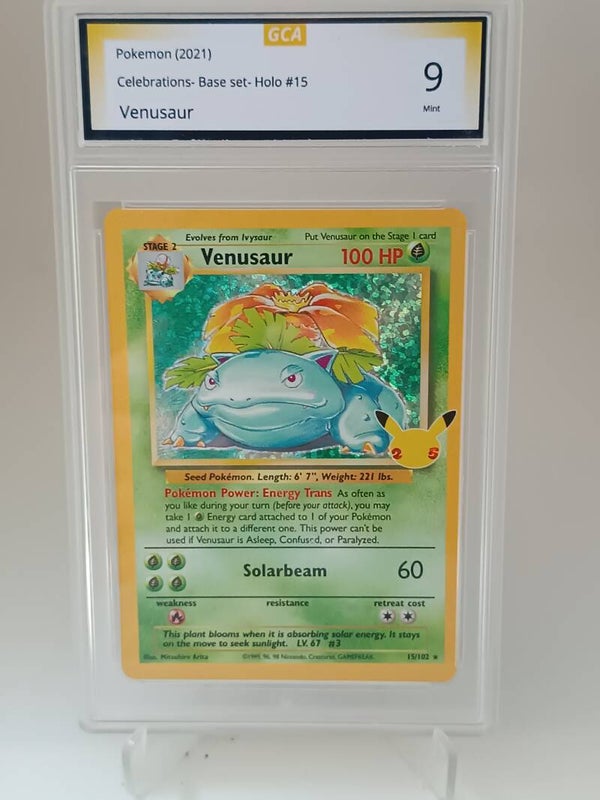 GCA
Pokemon (2021)
Celebrations- Base set- Holo #15
Venusaur
9
Mint
Evolves from Ivysaur
Put Venusaur on the Stage 1 card
STAGE 2
Venusaur
100 HP
25
Seed Pokémon. Length: 6' 7", Weight: 221 lbs.
Pokémon Power: Energy Trans As often as
you like during your turn (before your attack), you may
take 1 Energy card attached to 1 of your Pokémon
and attach it to a different one. This power can't be
used if Venusaur is Asleep, Confused, or Paralyzed.
Solarbeam
60
weakness
resistance
retreat cost
This plant blooms when it is absorbing solar energy. It stays
on the move to seek sunlight. LV. 67 #3
Illus. Mitsuhiro Arita
©1995, 96, 98 Nintendo, Creatures, GAMEFREAK.
15/102 ★